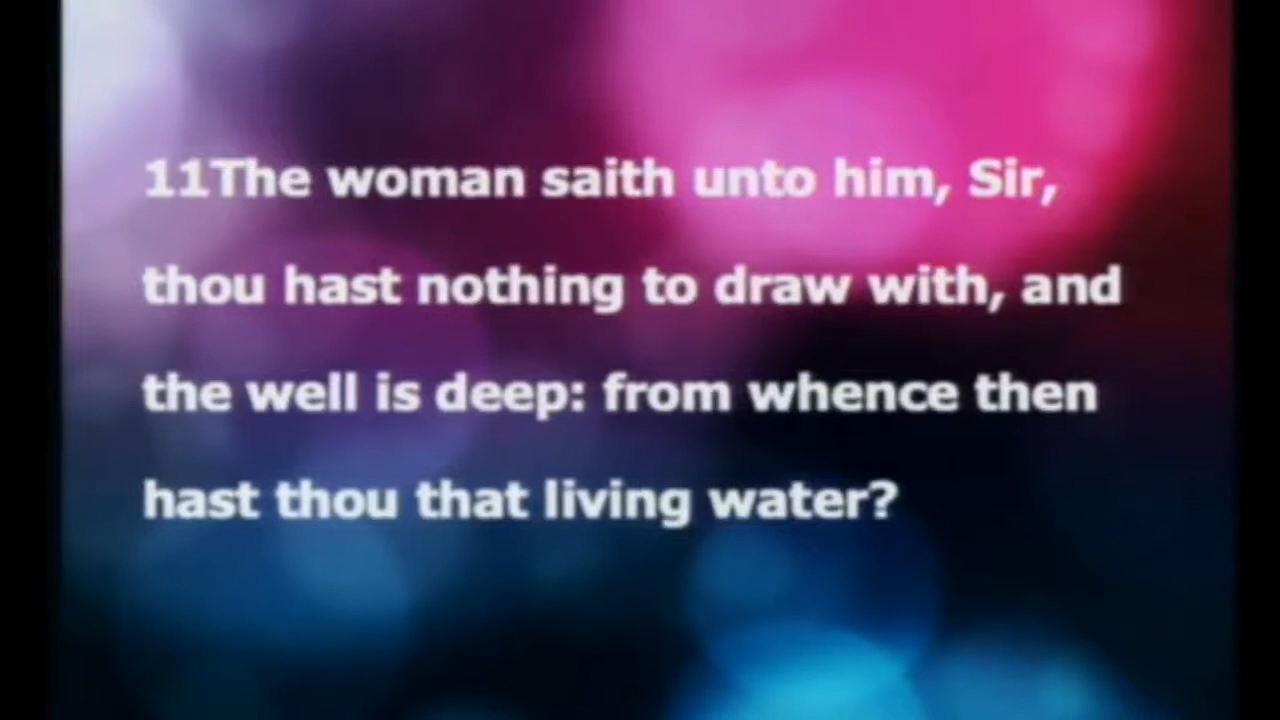 11The woman saith unto him, Sir,
thou hast nothing to draw with, and
the well is deep: from whence then
hast thou that living water?